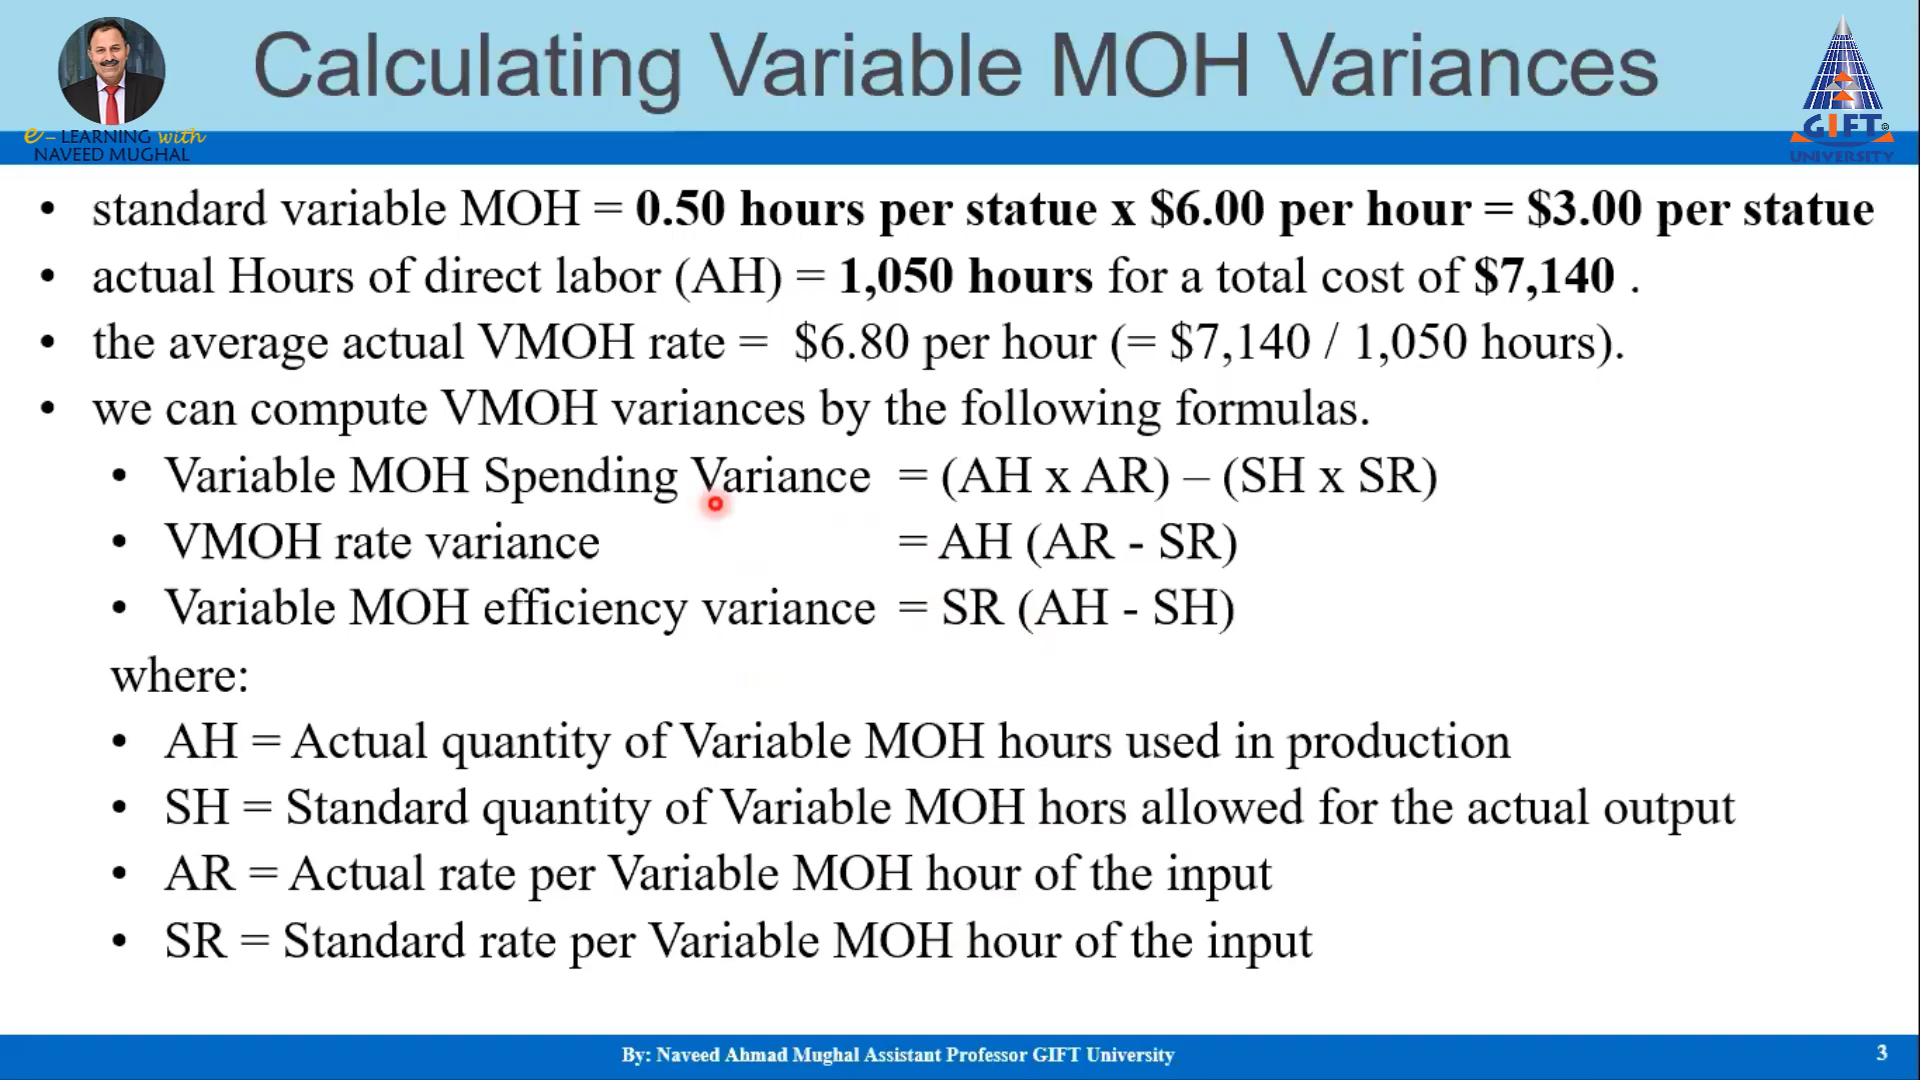 Calculating Variable MOH Variances
e - LEARNING with
NAVEED MUGHAL
GIFT
UNIVERSITY
• standard variable MOH = 0.50 hours per statue x $6.00 per hour = $3.00 per statue
• actual Hours of direct labor (AH) = 1,050 hours for a total cost of $7,140 .
• the average actual VMOH rate = $6.80 per hour (= $7,140 / 1,050 hours).
• we can compute VMOH variances by the following formulas.
• Variable MOH Spending Variance = (AH x AR) – (SH x SR)
• VMOH rate variance = AH (AR - SR)
• Variable MOH efficiency variance = SR (AH - SH)
where:
• AH = Actual quantity of Variable MOH hours used in production
• SH = Standard quantity of Variable MOH hors allowed for the actual output
• AR = Actual rate per Variable MOH hour of the input
• SR = Standard rate per Variable MOH hour of the input
By: Naveed Ahmad Mughal Assistant Professor GIFT University
3